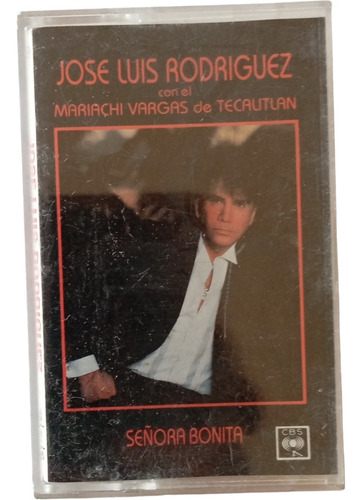 JOSE LUIS RODRIGUEZ
con el
MARIACHI VARGAS de TECALITLAN
SEÑORA BONITA
CBS